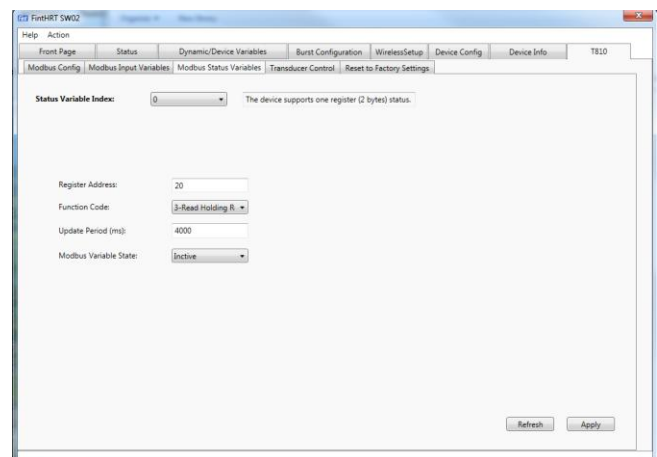 FintHRT SW02
Help Action
Front Page Status Dynamic/Device Variables Burst Configuration WirelessSetup Device Config Device Info T810
Modbus Config Modbus Input Variables Modbus Status Variables Transducer Control Reset to Factory Settings
Status Variable Index: 0 The device supports one register (2 bytes) status.
Register Address: 20
Function Code: 3-Read Holding R
Update Period (ms): 4000
Modbus Variable State: Inctive
Refresh Apply